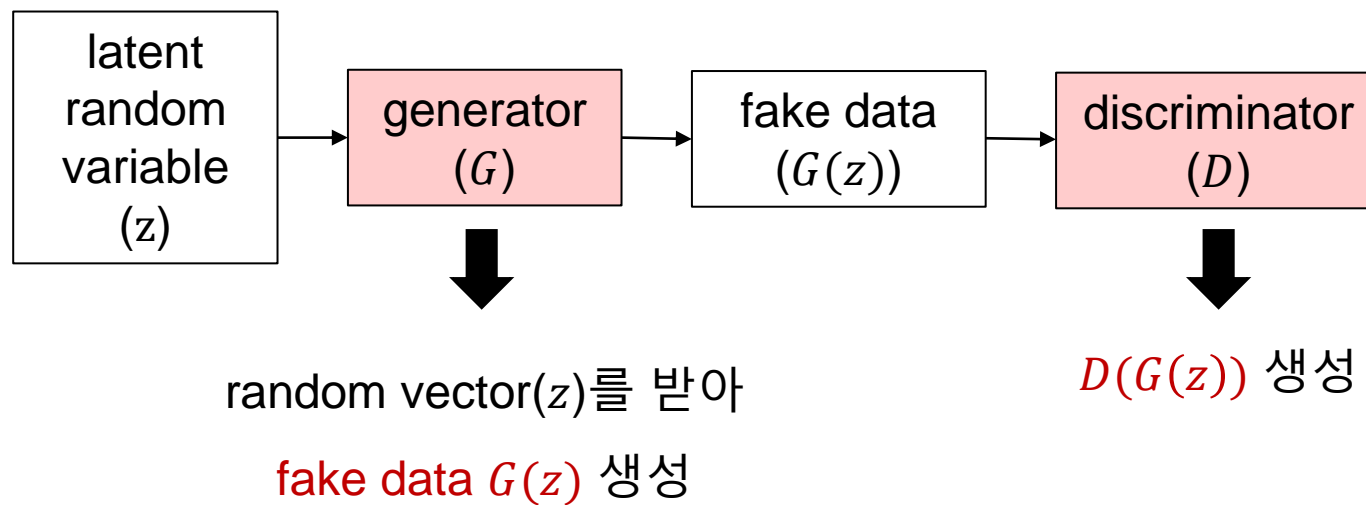 latent
random
variable
(z)
generator
(G)
fake data
(G(z))
discriminator
(D)
random vector(z)를 받아
fake data G(z) 생성
D(G(z)) 생성